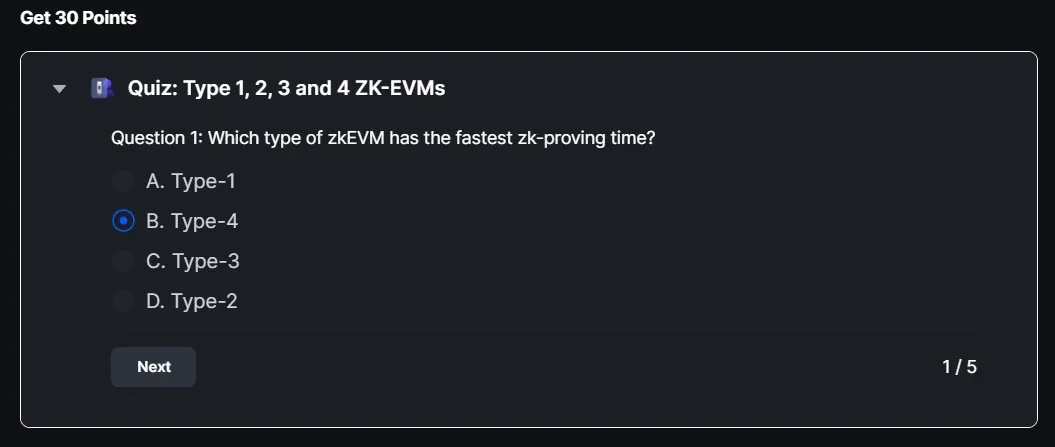 Get 30 Points
Quiz: Type 1, 2, 3 and 4 ZK-EVMs
Question 1: Which type of zkEVM has the fastest zk-proving time?
A. Type-1
B. Type-4
C. Type-3
D. Type-2
Next
1 / 5